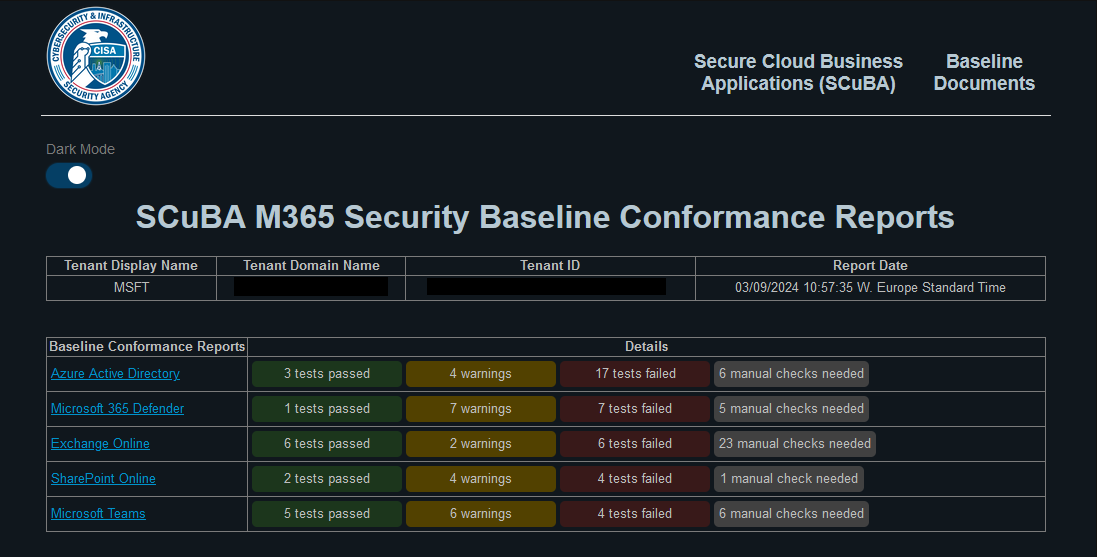 CYBERSECURITY & INFRASTRUCTURE
SECURITY AGENCY
CISA
Secure Cloud Business
Applications (SCuBA)
Baseline
Documents
Dark Mode
SCuBA M365 Security Baseline Conformance Reports
Tenant Display Name Tenant Domain Name Tenant ID Report Date
MSFT 03/09/2024 10:57:35 W. Europe Standard Time
Baseline Conformance Reports Details
Azure Active Directory 3 tests passed 4 warnings 17 tests failed 6 manual checks needed
Microsoft 365 Defender 1 tests passed 7 warnings 7 tests failed 5 manual checks needed
Exchange Online 6 tests passed 2 warnings 6 tests failed 23 manual checks needed
SharePoint Online 2 tests passed 4 warnings 4 tests failed 1 manual check needed
Microsoft Teams 5 tests passed 6 warnings 4 tests failed 6 manual checks needed